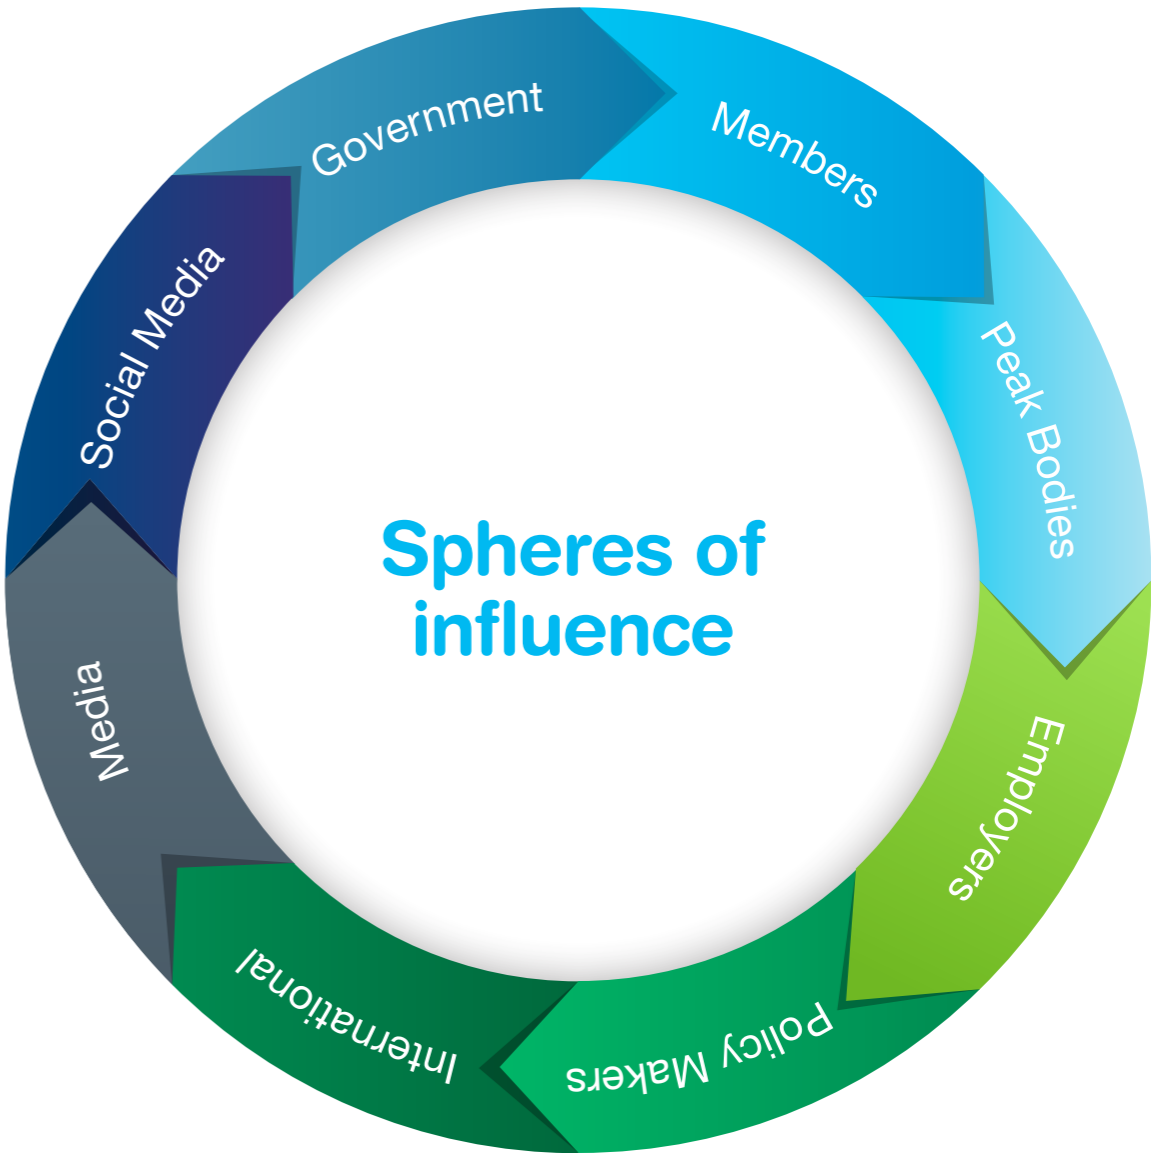 Government
Members
Peak Bodies
Employers
Policy Makers
International
Media
Social Media
Spheres of
influence